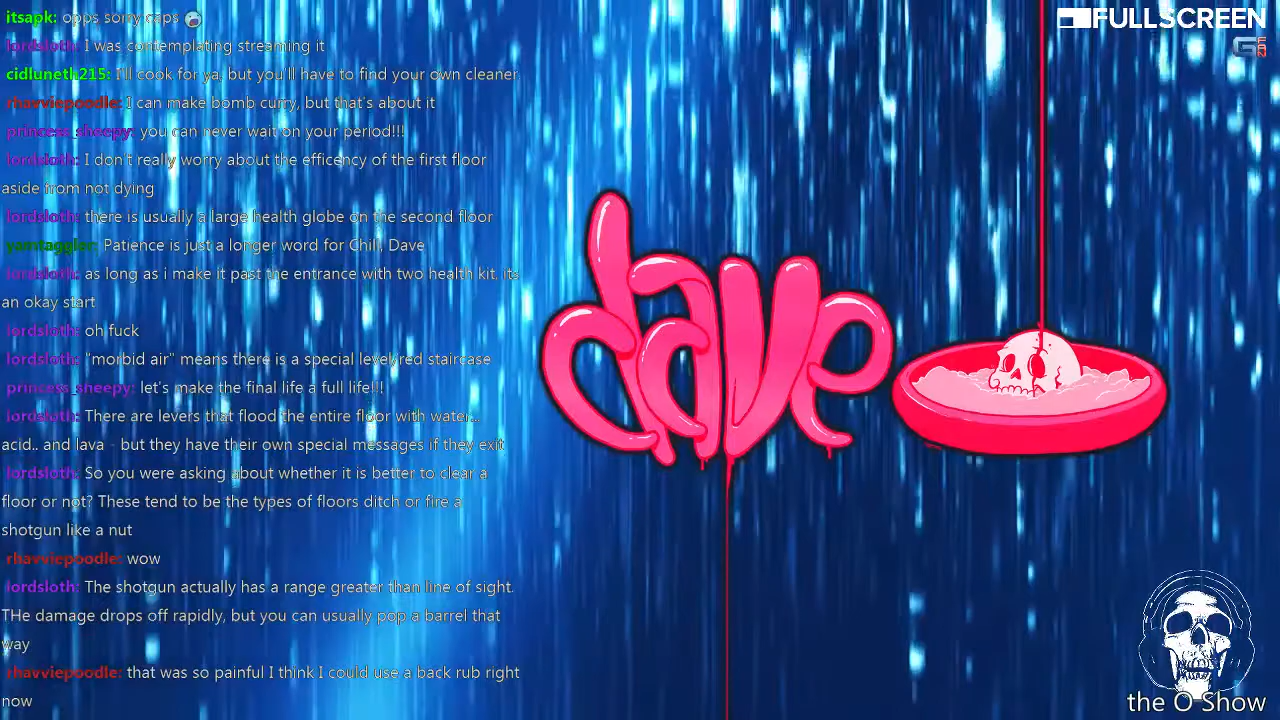 itsapk: opps sorry caps
lordsloth: I was contemplating streaming it
cidluneth215: I'll cook for ya, but you'll have to find your own cleaner.
rhavviepoodle: I can make bomb curry, but that's about it
princess_sheepy: you can never wait on your period!!!
lordsloth: I don't really worry about the efficency of the first floor
aside from not dying
lordsloth: there is usually a large health globe on the second floor
yamtaggler: Patience is just a longer word for Chill, Dave
lordsloth: as long as i make it past the entrance with two health kit, its
an okay start
lordsloth: oh fuck
lordsloth: "morbid air" means there is a special level/red staircase
princess_sheepy: let's make the final life a full life!!!
lordsloth: There are levers that flood the entire floor with water..
acid.. and lava - but they have their own special messages if they exit
lordsloth: So you were asking about whether it is better to clear a
floor or not? These tend to be the types of floors ditch or fire a
shotgun like a nut
rhavviepoodle: wow
lordsloth: The shotgun actually has a range greater than line of sight.
THe damage drops off rapidly, but you can usually pop a barrel that
way
rhavviepoodle: that was so painful I think I could use a back rub right
now
FULLSCREEN
dave
the O Show